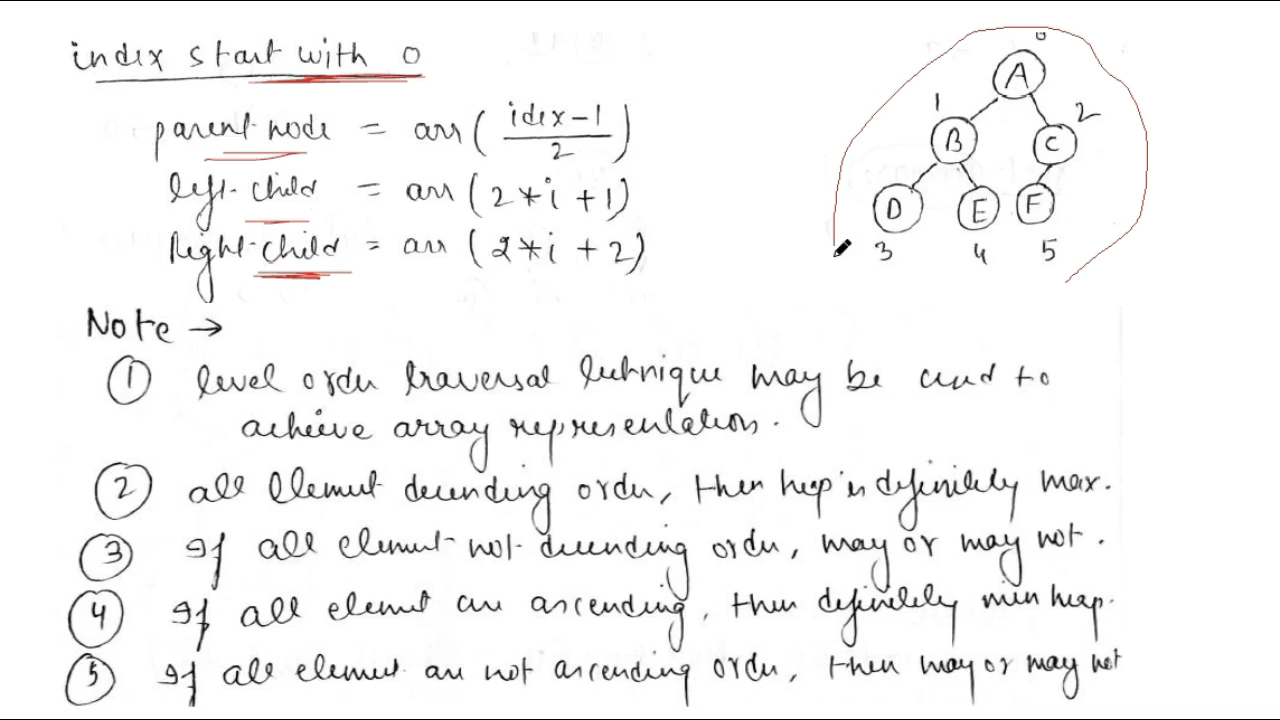 index start with 0
parent node = arr ( idex-1 / 2 )
left-child = arr ( 2*i +1)
Right-child = arr ( 2*i + 2)
Note →
① level order traversal technique may be used to
achieve array representation.
② all Element decending order, then heap is definitely max.
③ If all element not decending order, may or may not.
④ If all element are ascending, then definitely min heap.
⑤ If all element are not ascending order, then may or may not
0
A
1
2
B
C
D
E
F
3
4
5